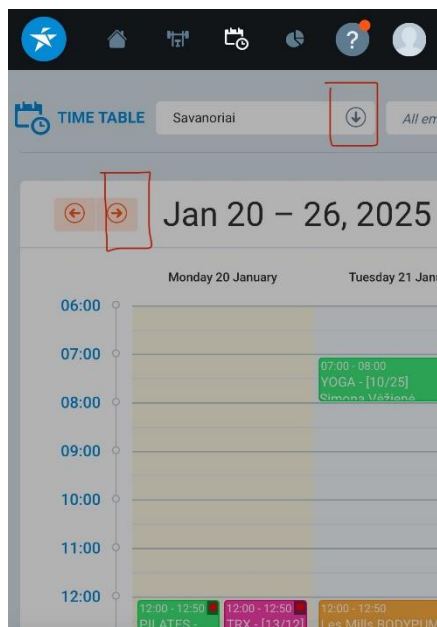 ?
TIME TABLE
Savanoriai
All em
Jan 20 – 26, 2025
Monday 20 January
Tuesday 21 Jan
06:00
07:00
07:00 - 08:00
YOGA - [10/25]
Simona Vėžienė
08:00
09:00
10:00
11:00
12:00
12:00 - 12:50
PILATES -
12:00 - 12:50
TRX - [13/12]
12:00 - 12:50
Les Mills BODYPUM